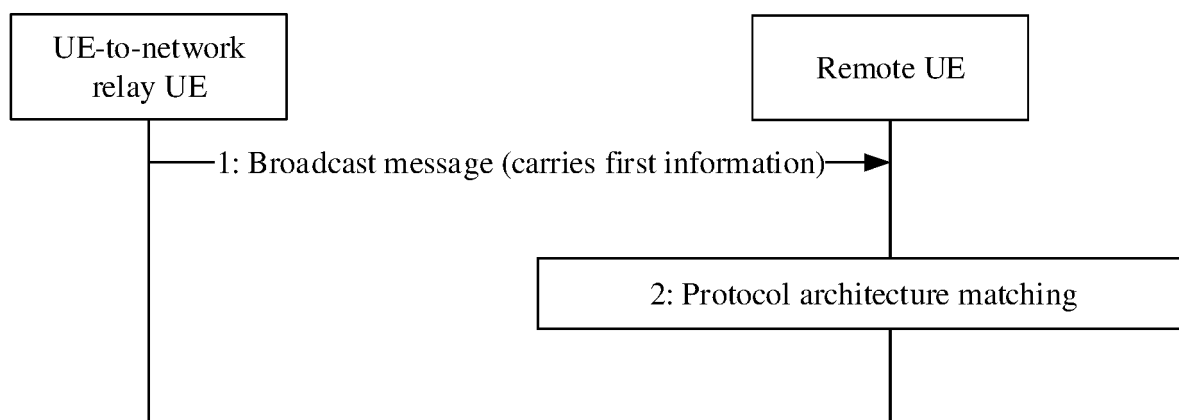 UE-to-network
relay UE
Remote UE
1: Broadcast message (carries first information)
2: Protocol architecture matching